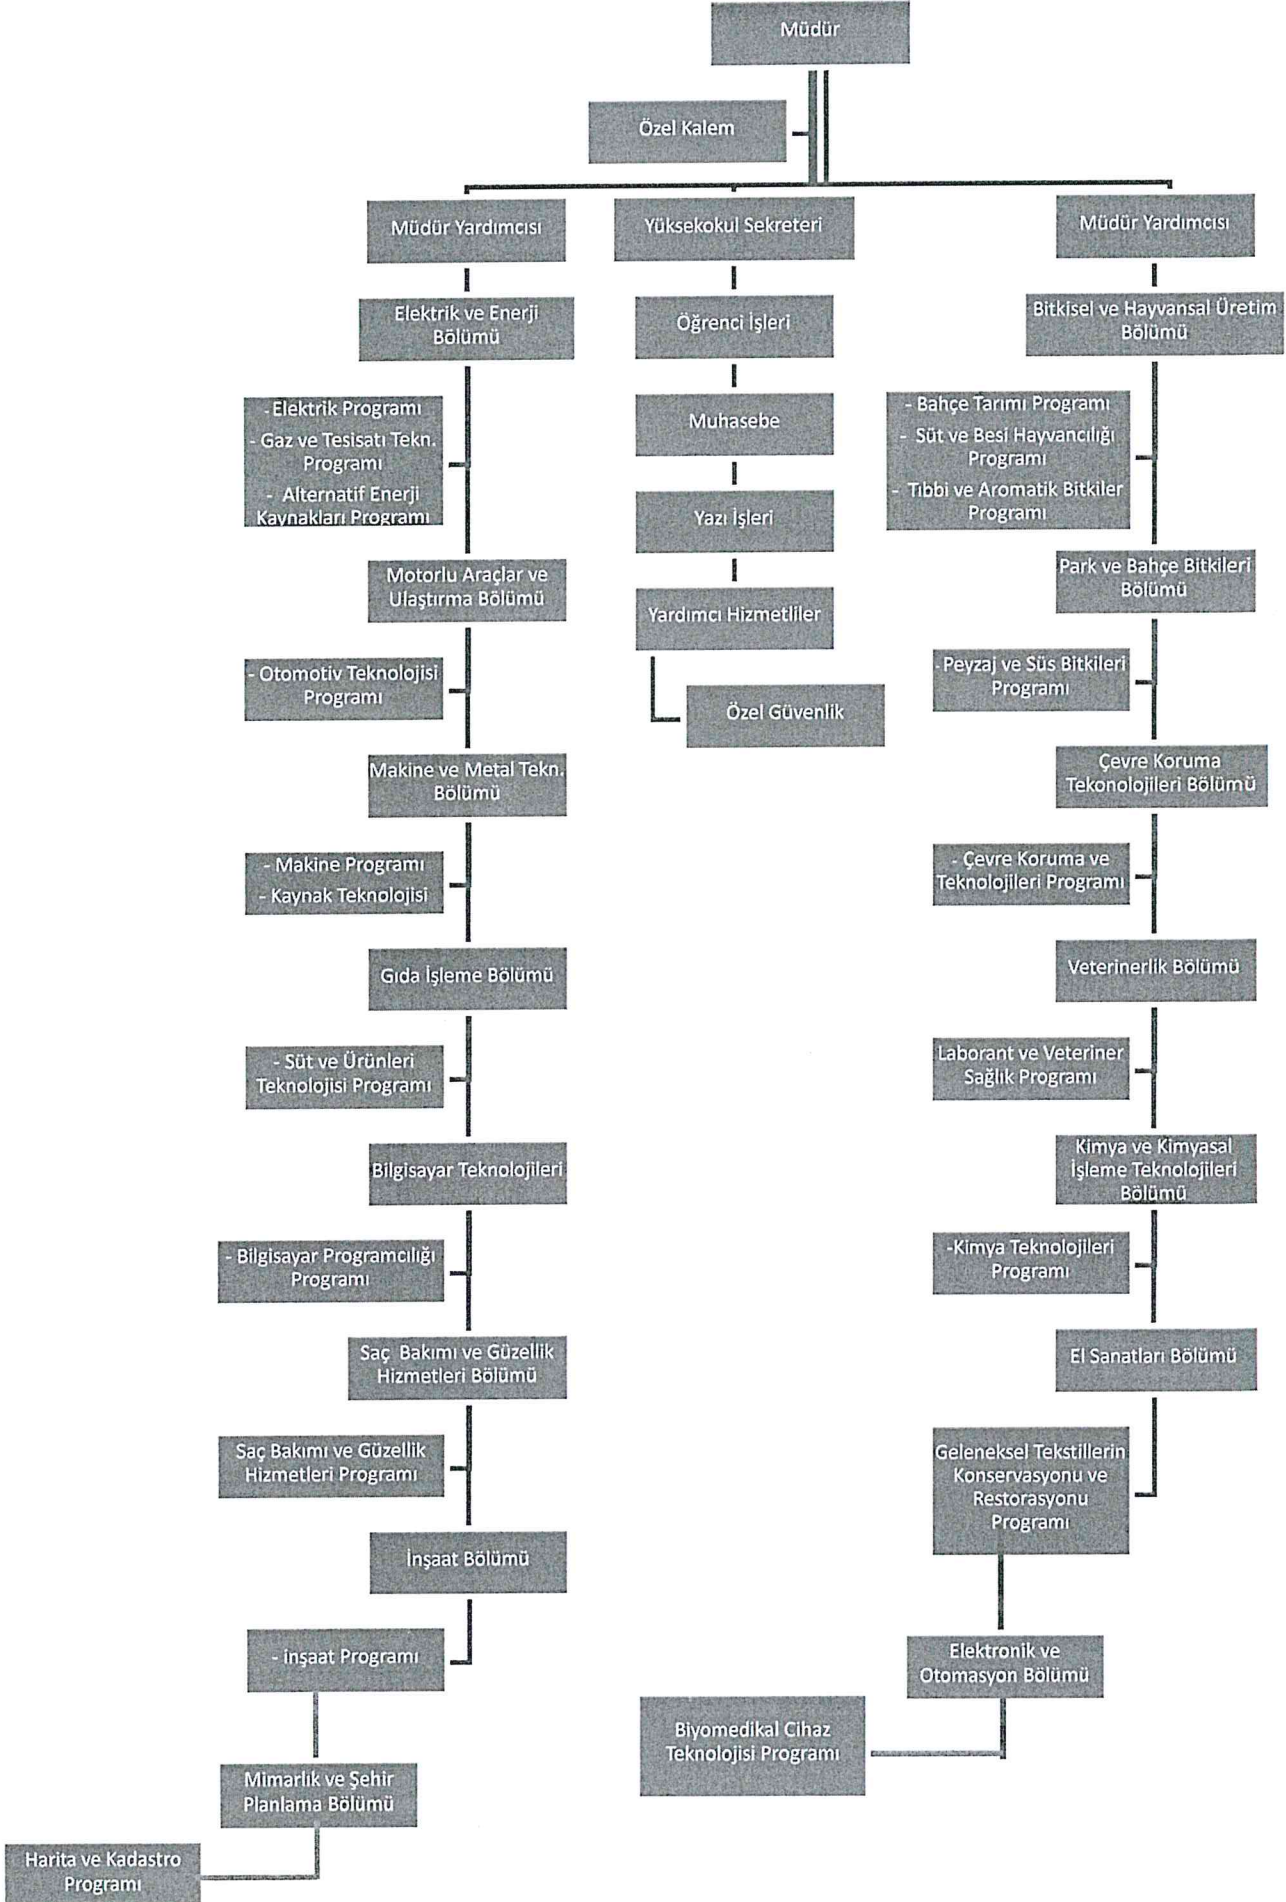 Müdür
Özel Kalem
Müdür Yardımcısı
Elektrik ve Enerji
Bölümü
- Elektrik Programı
- Gaz ve Tesisatı Tekn.
Programı
- Alternatif Enerji
Kaynakları Programı
Motorlu Araçlar ve
Ulaştırma Bölümü
- Otomotiv Teknolojisi
Programı
Makine ve Metal Tekn.
Bölümü
- Makine Programı
- Kaynak Teknolojisi
Gıda İşleme Bölümü
- Süt ve Ürünleri
Teknolojisi Programı
Bilgisayar Teknolojileri
- Bilgisayar Programcılığı
Programı
Saç Bakımı ve Güzellik
Hizmetleri Bölümü
Saç Bakımı ve Güzellik
Hizmetleri Programı
İnşaat Bölümü
- inşaat Programı
Mimarlık ve Şehir
Planlama Bölümü
Harita ve Kadastro
Programı
Yüksekokul Sekreteri
Öğrenci İşleri
Muhasebe
Yazı İşleri
Yardımcı Hizmetliler
Özel Güvenlik
Müdür Yardımcısı
Bitkisel ve Hayvansal Üretim
Bölümü
- Bahçe Tarımı Programı
- Süt ve Besi Hayvancılığı
Programı
- Tıbbi ve Aromatik Bitkiler
Programı
Park ve Bahçe Bitkileri
Bölümü
- Peyzaj ve Süs Bitkileri
Programı
Çevre Koruma
Tekonolojileri Bölümü
- Çevre Koruma ve
Teknolojileri Programı
Veterinerlik Bölümü
Laborant ve Veteriner
Sağlık Programı
Kimya ve Kimyasal
İşleme Teknolojileri
Bölümü
-Kimya Teknolojileri
Programı
El Sanatları Bölümü
Geleneksel Tekstillerin
Konservasyonu ve
Restorasyonu
Programı
Elektronik ve
Otomasyon Bölümü
Biyomedikal Cihaz
Teknolojisi Programı